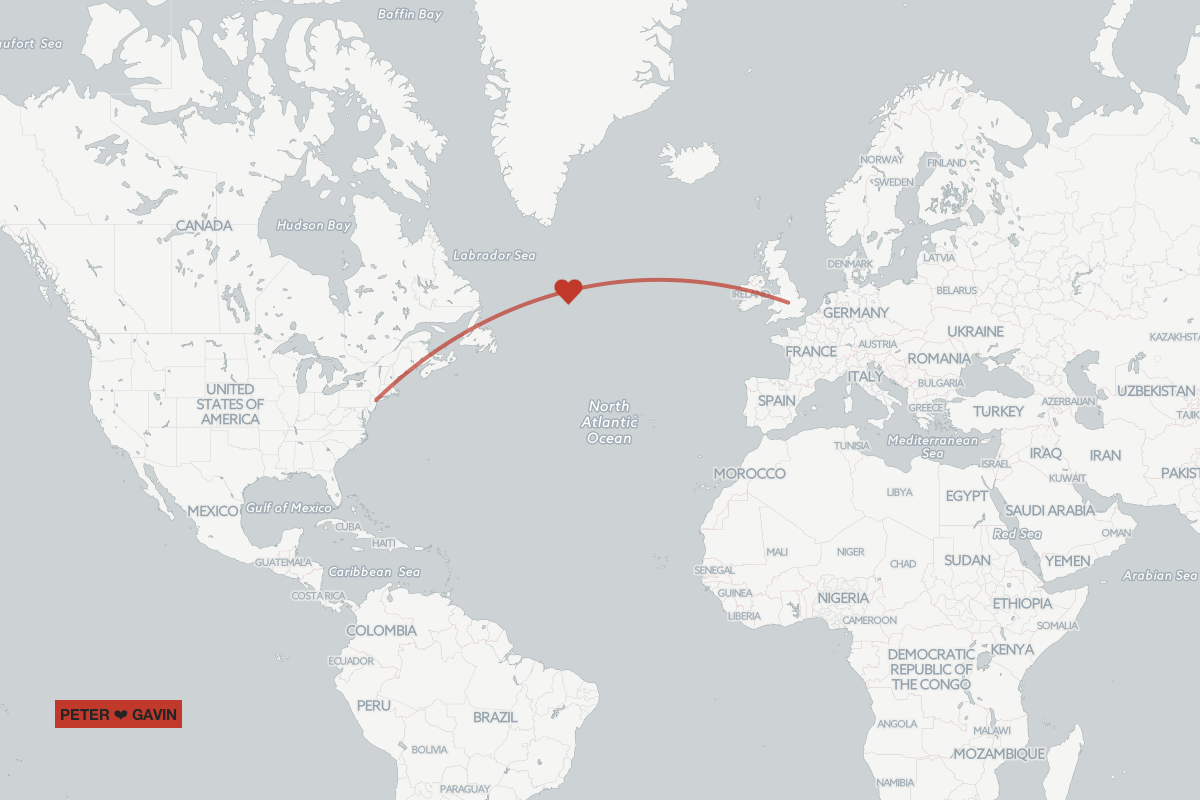 Baffin Bay
aufort Sea
NORWAY
FINLAND
SWEDEN
CANADA
Hudson Bay
Labrador Sea
LATVIA
DENMARK
BELARUS
IRELAND
GERMANY
UKRAINE
KAZAKHSTA
AUSTRIA
FRANCE
ROMANIA
ITALY
BULGARIA
UNITED
STATES OF
AMERICA
UZBEKISTAN
SPAIN
AZERBAIJAN
GREECE
TURKEY
TAJIK
North
Atlantic
Ocean
TUNISIA
Mediterranean
Sea
IRAQ
IRAN
ISRAEL
MOROCCO
KUWAIT
PAKIST
LIBYA
EGYPT
MEXICO
Gulf of Mexico
SAUDI ARABIA
CUBA
Red Sea
OMAN
HAITI
MALI
NIGER
GUATEMALA
CHAD
SUDAN
YEMEN
Caribbean Sea
SENEGAL
Arabian Sea
COSTA RICA
GUINEA
NIGERIA
ETHIOPIA
LIBERIA
CAMEROON
SOMALIA
COLOMBIA
KENYA
DEMOCRATIC
REPUBLIC OF
THE CONGO
ECUADOR
PERU
PETER ❤ GAVIN
BRAZIL
ANGOLA
MALAWI
BOLIVIA
MOZAMBIQUE
NAMIBIA
PARAGUAY